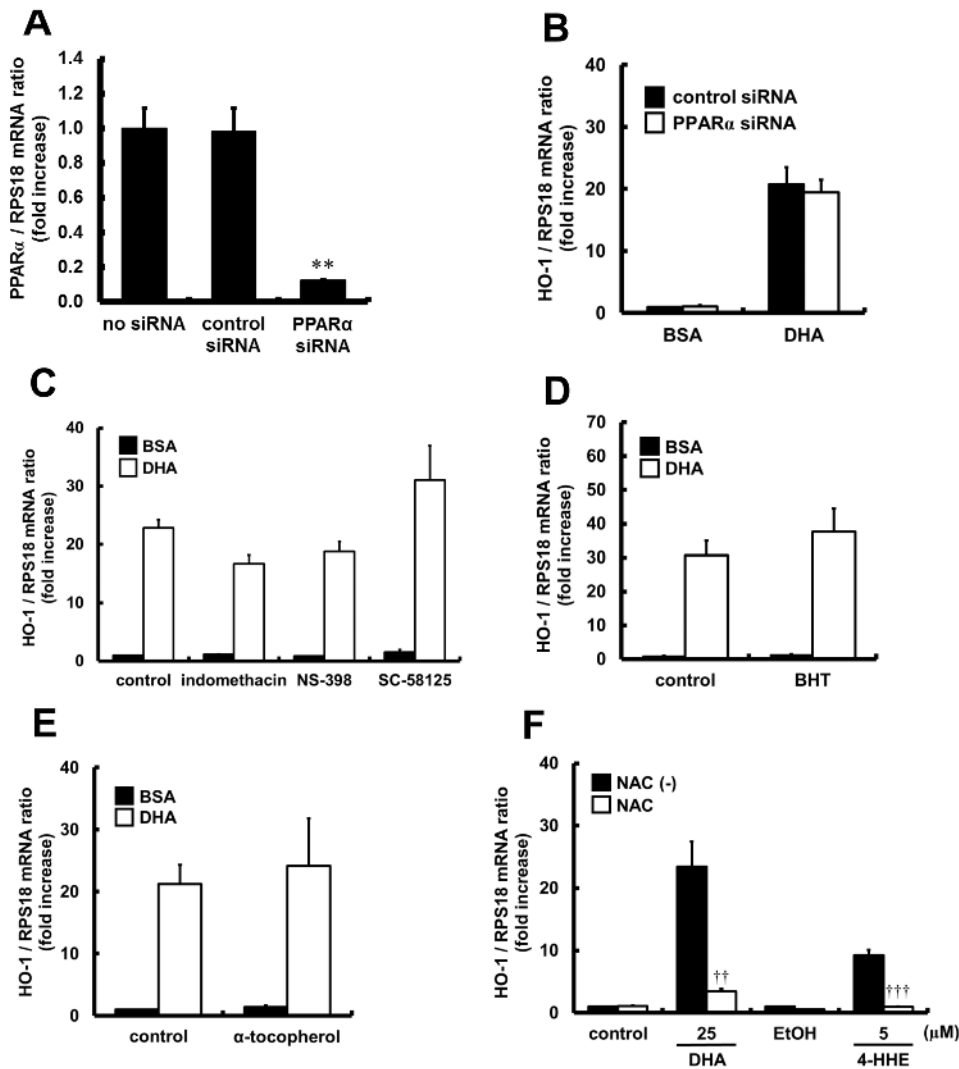 A
PPARα / RPS18 mRNA ratio
(fold increase)
1.4
1.2
1.0
0.8
0.6
0.4
0.2
0.0
**
no siRNA
control
siRNA
PPARα
siRNA
B
HO-1 / RPS18 mRNA ratio
(fold increase)
40
30
20
10
0
control siRNA
PPARα siRNA
BSA
DHA
C
HO-1 / RPS18 mRNA ratio
(fold increase)
40
30
20
10
0
BSA
DHA
control
indomethacin
NS-398
SC-58125
D
HO-1 / RPS18 mRNA ratio
(fold increase)
70
60
50
40
30
20
10
0
BSA
DHA
control
BHT
E
HO-1 / RPS18 mRNA ratio
(fold increase)
40
30
20
10
0
BSA
DHA
control
α-tocopherol
F
HO-1 / RPS18 mRNA ratio
(fold increase)
40
30
20
10
0
NAC (-)
NAC
††
†††
control
25
EtOH
5
(μM)
DHA
4-HHE